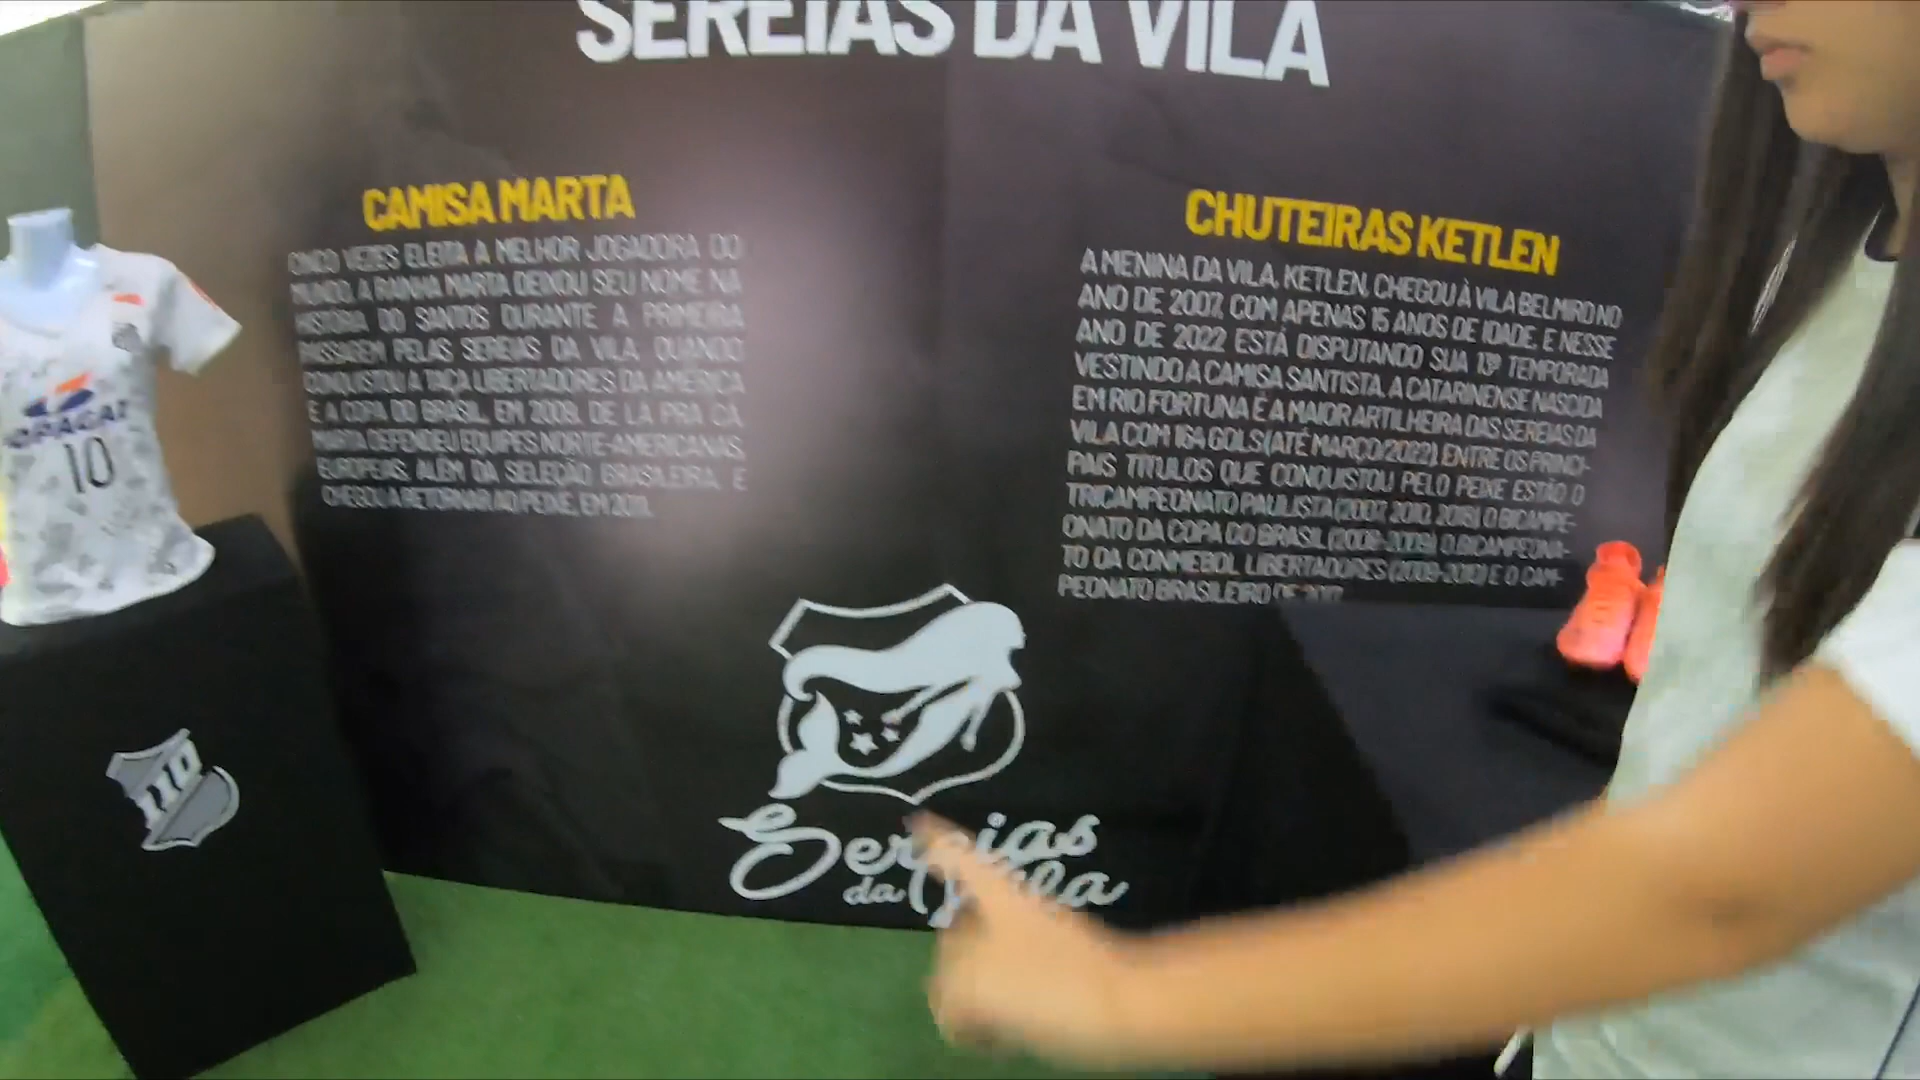 SEREIAS DA VILA
CAMISA MARTA
CINCO VEZES ELEITA A MELHOR JOGADORA DO
MUNDO, A RAINHA MARTA DEIXOU SEU NOME NA
HISTÓRIA DO SANTOS DURANTE A PRIMEIRA
PASSAGEM PELAS SEREIAS DA VILA, QUANDO
CONQUISTOU A TAÇA LIBERTADORES DA AMÉRICA
E A COPA DO BRASIL, EM 2009. DE LÁ PRA CÁ,
MARTA DEFENDEU EQUIPES NORTE-AMERICANAS,
EUROPEIAS, ALÉM DA SELEÇÃO BRASILEIRA, E
CHEGOU A RETORNAR AO PEIXE, EM 2011.
CHUTEIRAS KETLEN
A MENINA DA VILA, KETLEN, CHEGOU À VILA BELMIRO NO
ANO DE 2007, COM APENAS 15 ANOS DE IDADE, E NESSE
ANO DE 2022 ESTÁ DISPUTANDO SUA 13ª TEMPORADA
VESTINDO A CAMISA SANTISTA. A CATARINENSE NASCIDA
EM RIO FORTUNA É A MAIOR ARTILHEIRA DAS SEREIAS DA
VILA COM 164 GOLS (ATÉ MARÇO/2022). ENTRE OS PRINCI-
PAIS TÍTULOS QUE CONQUISTOU PELO PEIXE ESTÃO O
TRICAMPEONATO PAULISTA (2007, 2010, 2018), O BICAMPE-
ONATO DA COPA DO BRASIL (2008-2009), O BICAMPEONA-
TO DA CONMEBOL LIBERTADORES (2009-2010) E O CAM-
PEONATO BRASILEIRO DE 2017.
10
110
Sereias
da Vila